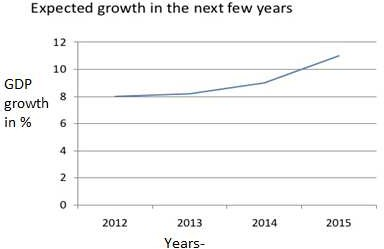 Expected growth in the next few years
GDP
growth
in %
12
10
8
6
4
2
0
2012 2013 2014 2015
Years-